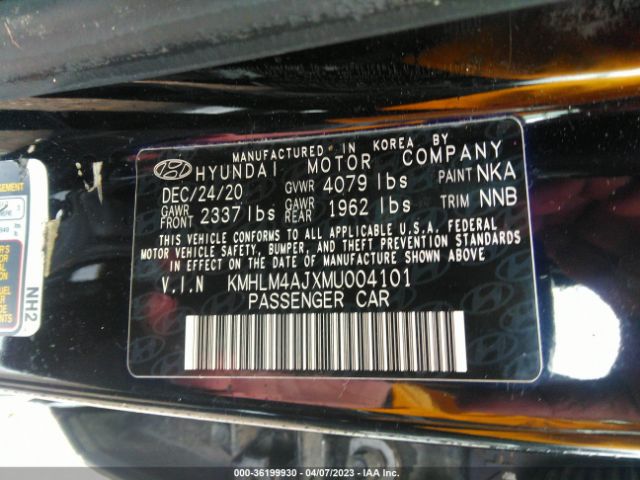 MANUFACTURED IN KOREA BY
HYUNDAI MOTOR COMPANY
DEC/24/20 GVWR 4079 lbs PAINT NKA
GAWR FRONT 2337 lbs GAWR REAR 1962 lbs TRIM NNB
THIS VEHICLE CONFORMS TO ALL APPLICABLE U.S.A. FEDERAL
MOTOR VEHICLE SAFETY, BUMPER, AND THEFT PREVENTION
STANDARDS IN EFFECT ON THE DATE OF MANUFACTURE SHOWN ABOVE
V.I.N KMHLM4AJXMU004101
PASSENGER CAR
NH2
000-36199930 - 04/07/2023 - IAA Inc.